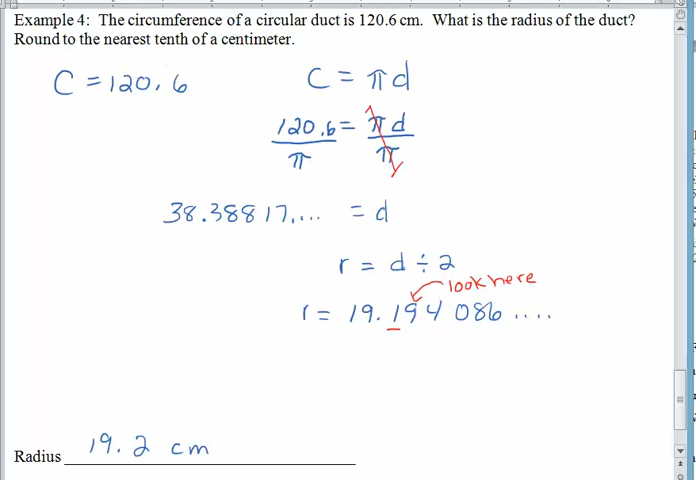 Example 4: The circumference of a circular duct is 120.6 cm. What is the radius of the duct?
Round to the nearest tenth of a centimeter.
C = 120.6
C = πd
120.6 = πd
π π
38.38817.... = d
r = d ÷ 2
look here
r = 19.194086....
Radius 19.2 cm